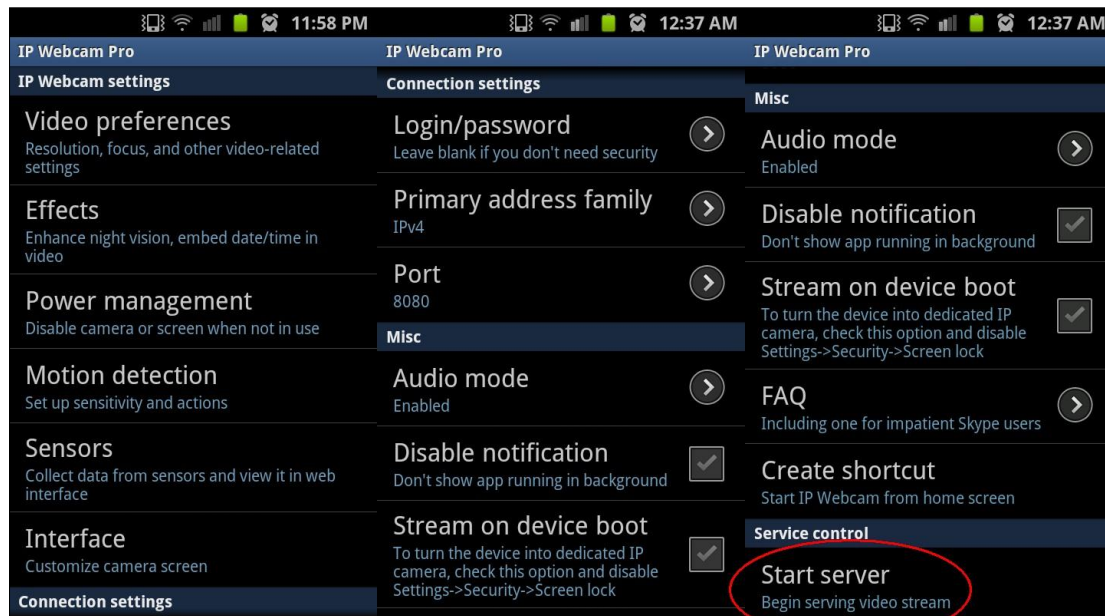 11:58 PM
IP Webcam Pro
IP Webcam settings
Video preferences
Resolution, focus, and other video-related
settings
Effects
Enhance night vision, embed date/time in
video
Power management
Disable camera or screen when not in use
Motion detection
Set up sensitivity and actions
Sensors
Collect data from sensors and view it in web
interface
Interface
Customize camera screen
Connection settings
12:37 AM
IP Webcam Pro
Connection settings
Login/password
Leave blank if you don't need security
Primary address family
IPv4
Port
8080
Misc
Audio mode
Enabled
Disable notification
Don't show app running in background
Stream on device boot
To turn the device into dedicated IP
camera, check this option and disable
Settings->Security->Screen lock
12:37 AM
IP Webcam Pro
Misc
Audio mode
Enabled
Disable notification
Don't show app running in background
Stream on device boot
To turn the device into dedicated IP
camera, check this option and disable
Settings->Security->Screen lock
FAQ
Including one for impatient Skype users
Create shortcut
Start IP Webcam from home screen
Service control
Start server
Begin serving video stream